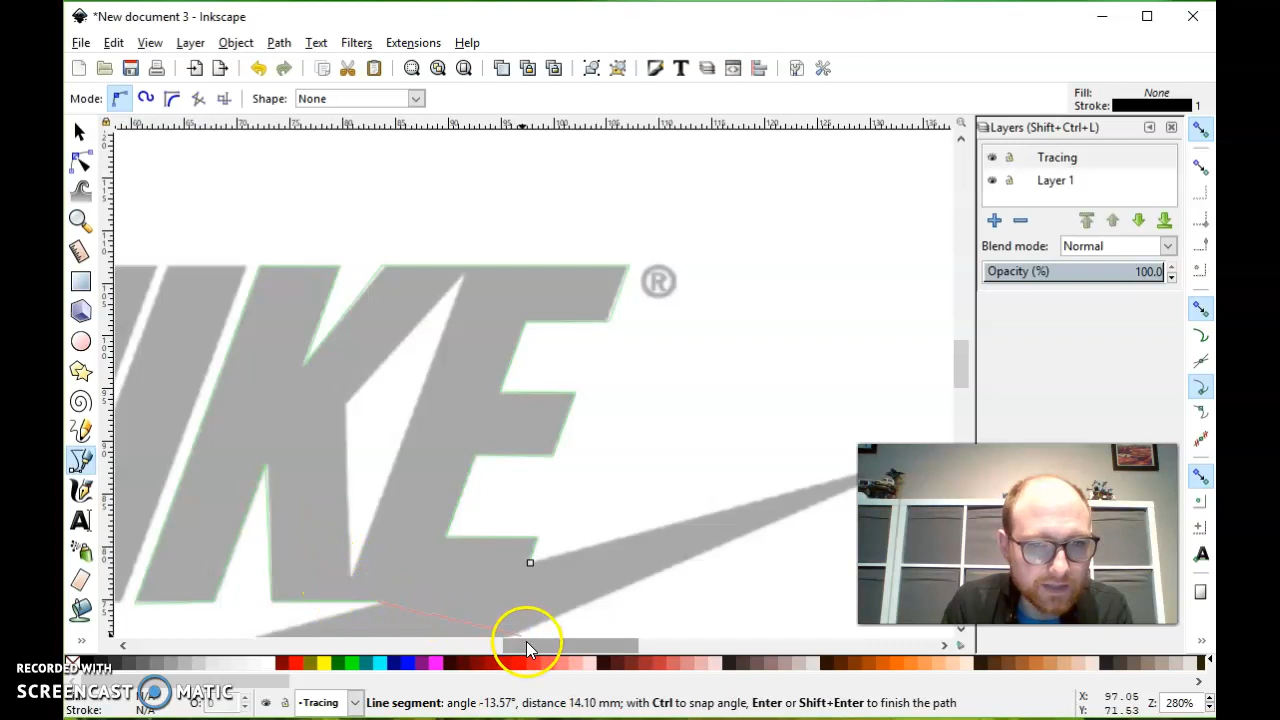 *New document 3 - Inkscape
File Edit View Layer Object Path Text Filters Extensions Help
Mode: Shape: None
Fill: None
Stroke: 1
Layers (Shift+Ctrl+L)
Tracing
Layer 1
Blend mode: Normal
Opacity (%) 100.0
IKE ®
RECORDED WITH
SCREENCAST MATIC
Stroke: N/A O: 0 •Tracing Line segment: angle -13.57°, distance 14.10 mm; with Ctrl to snap angle, Enter or Shift+Enter to finish the path
X: 97.05
Y: 71.53
Z: 280%